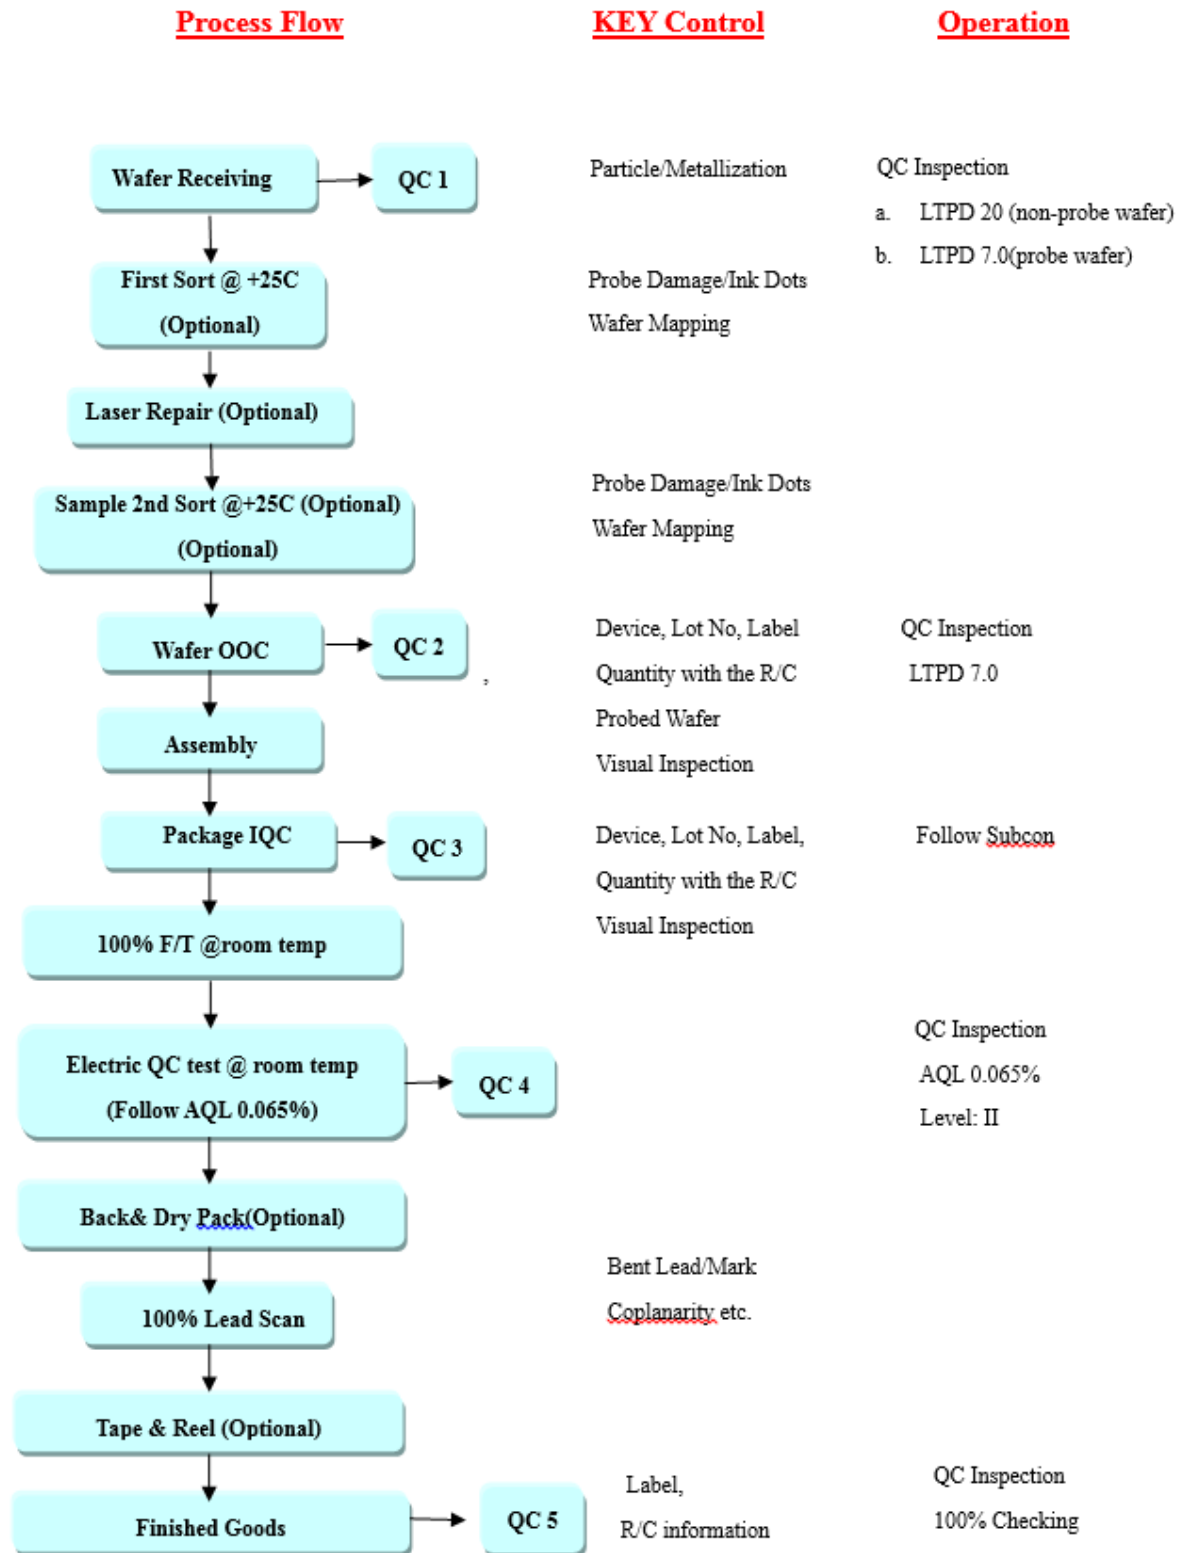 Process Flow
KEY Control
Operation
Wafer Receiving
QC 1
Particle/Metallization
QC Inspection
a. LTPD 20 (non-probe wafer)
b. LTPD 7.0(probe wafer)
First Sort @ +25C
(Optional)
Probe Damage/Ink Dots
Wafer Mapping
Laser Repair (Optional)
Sample 2nd Sort @+25C (Optional)
(Optional)
Probe Damage/Ink Dots
Wafer Mapping
Wafer OOC
QC 2
,
Device, Lot No, Label
Quantity with the R/C
Probed Wafer
Visual Inspection
QC Inspection
LTPD 7.0
Assembly
Package IQC
QC 3
Device, Lot No, Label,
Quantity with the R/C
Visual Inspection
Follow Subcon
100% F/T @room temp
Electric QC test @ room temp
(Follow AQL 0.065%)
QC 4
QC Inspection
AQL 0.065%
Level: II
Back& Dry Pack(Optional)
100% Lead Scan
Bent Lead/Mark
Coplanarity etc.
Tape & Reel (Optional)
Finished Goods
QC 5
Label,
R/C information
QC Inspection
100% Checking